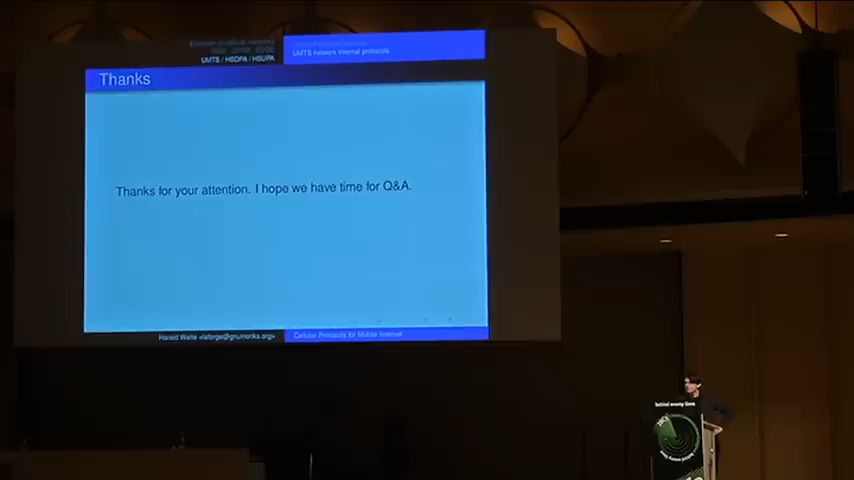 UMTS / HSDPA / HSUPA
UMTS network internal protocols
Thanks
Thanks for your attention. I hope we have time for Q&A.
Harald Welte <laforge@gnumonks.org>
Cellular Protocols for Mobile Internet
behind enemy lines